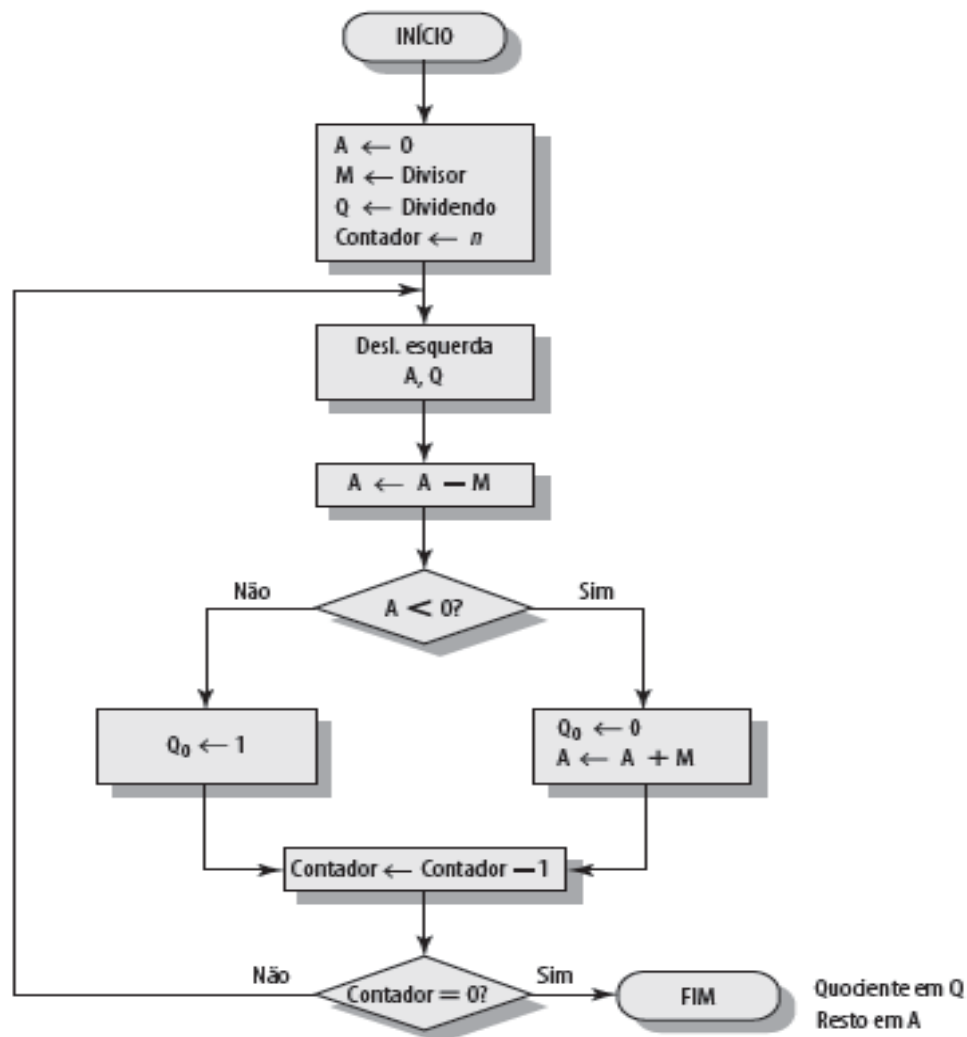 INÍCIO
A ← 0
M ← Divisor
Q ← Dividendo
Contador ← n
Desl. esquerda
A, Q
A ← A − M
Não
A < 0?
Sim
Q₀ ← 1
Q₀ ← 0
A ← A + M
Contador ← Contador − 1
Não
Contador = 0?
Sim
FIM
Quociente em Q
Resto em A